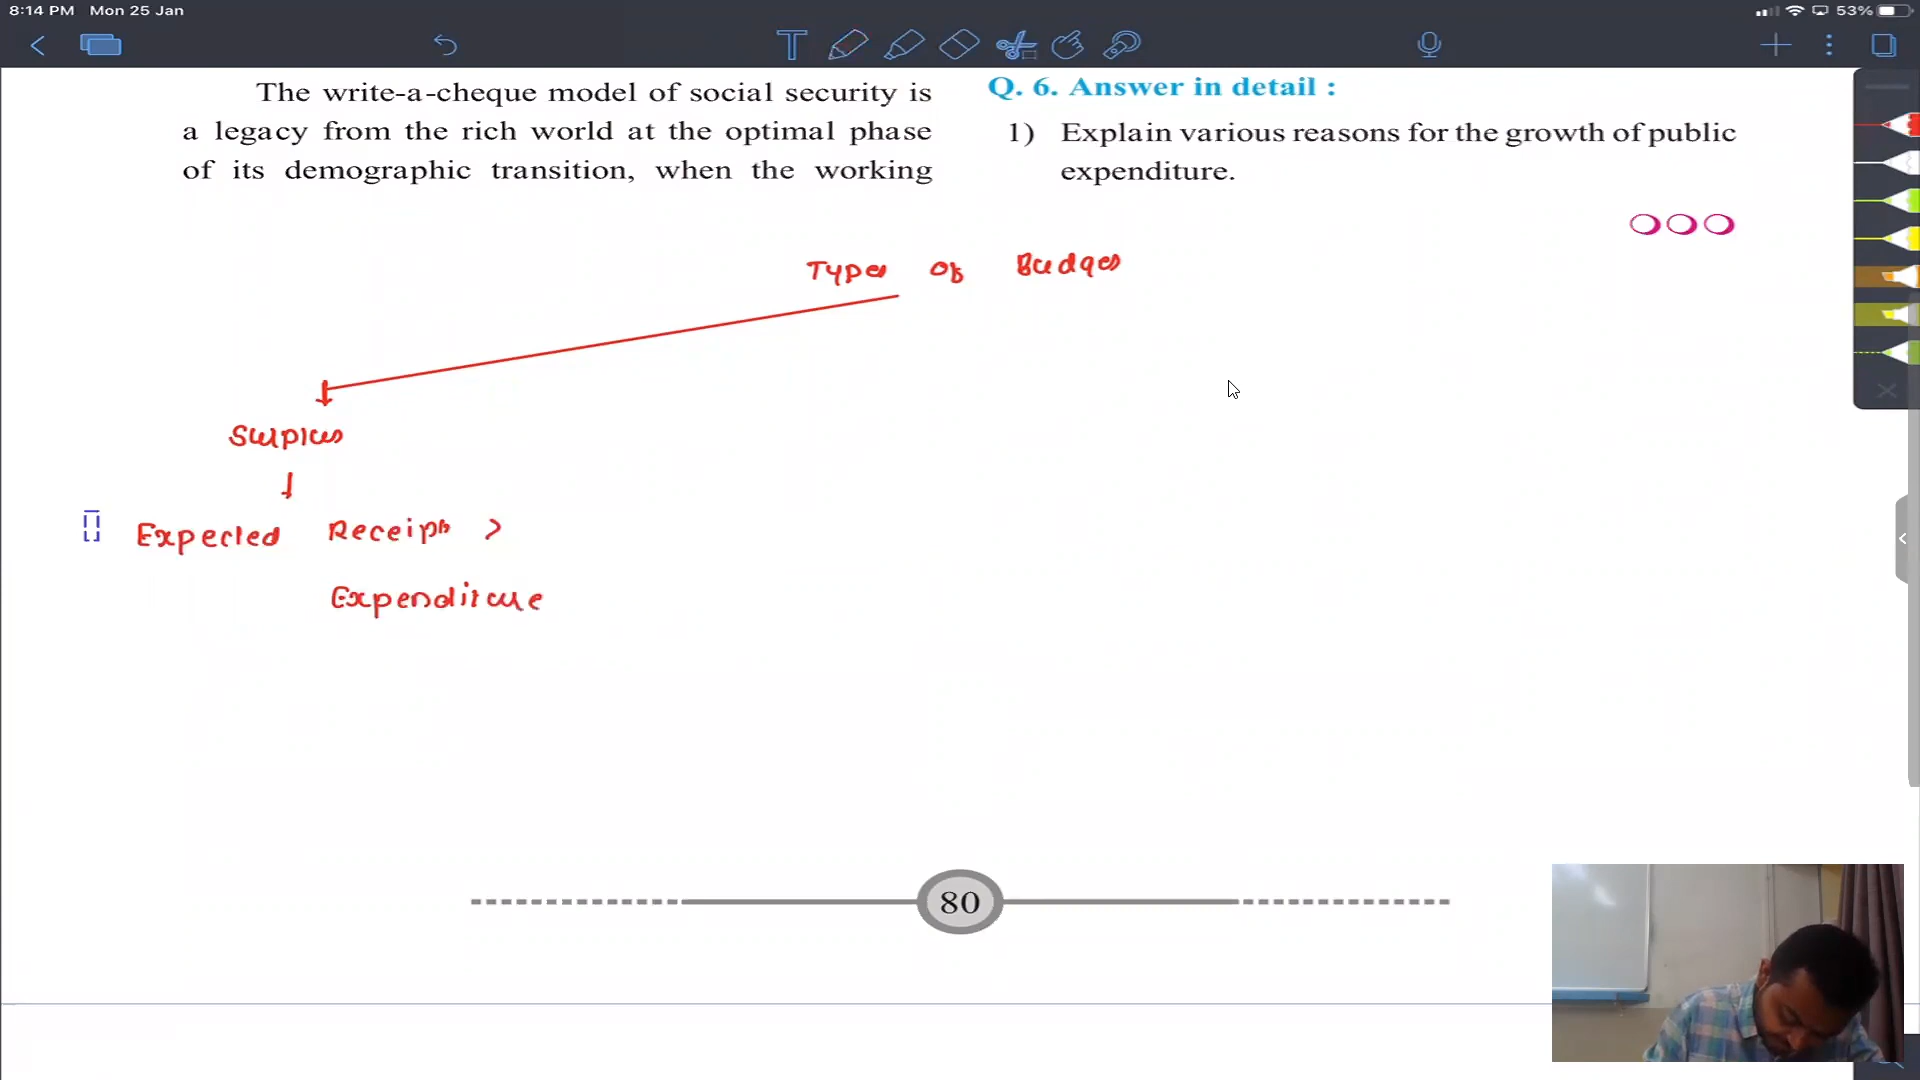 8:14 PM Mon 25 Jan
53%
The write-a-cheque model of social security is
a legacy from the rich world at the optimal phase
of its demographic transition, when the working
Q. 6. Answer in detail :
1) Explain various reasons for the growth of public
expenditure.
Types of Budges
Surplus
Expected Receipts >
Expenditure
80